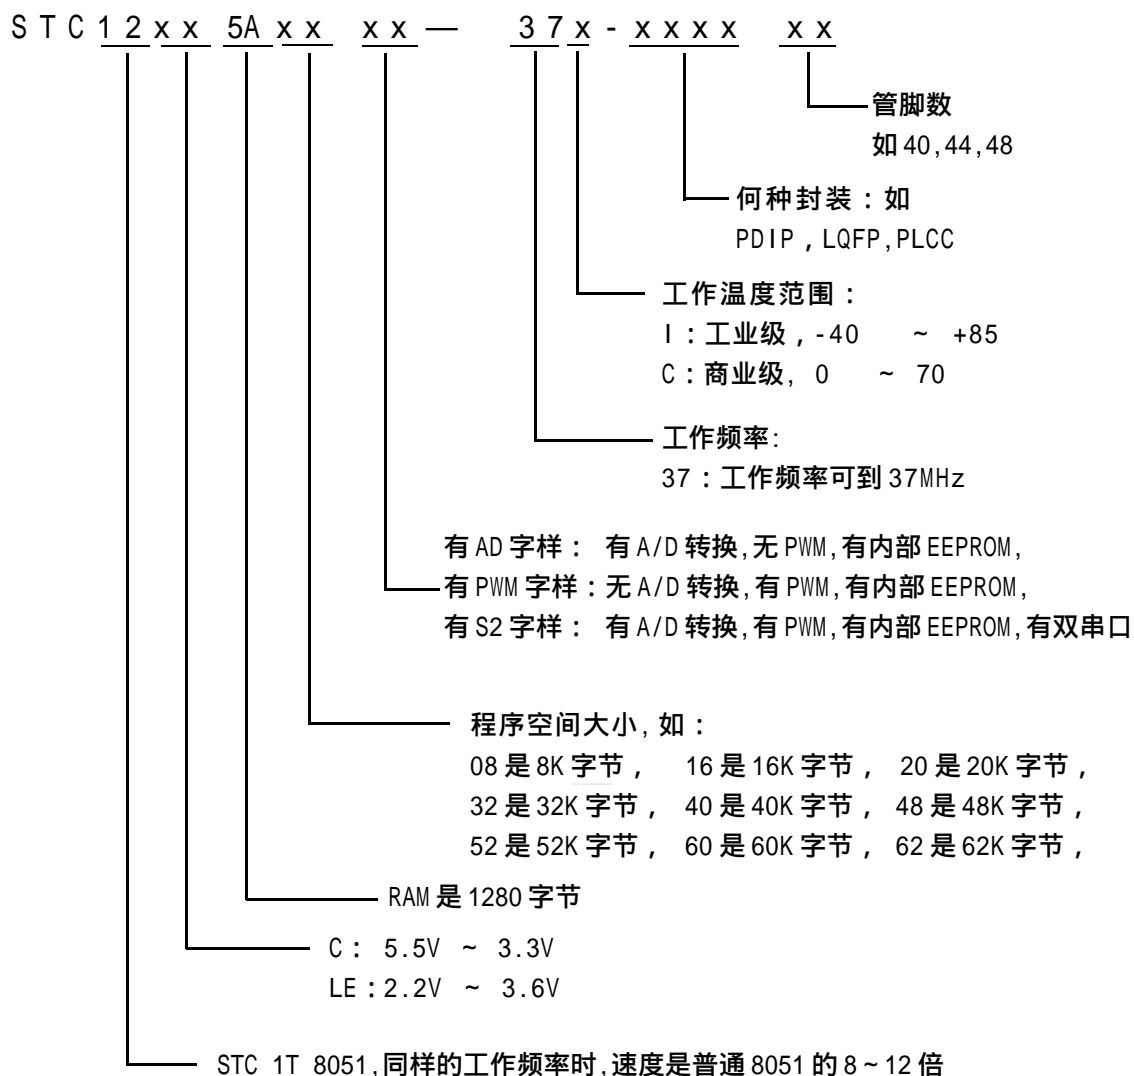 STC12xx 5Axx xx— 37x-xxxx xx
管脚数
如40,44,48
何种封装：如
PDIP，LQFP,PLCC
工作温度范围：
I：工业级，-40 ~ +85
C：商业级, 0 ~ 70
工作频率:
37：工作频率可到37MHz
有AD字样： 有A/D转换,无PWM,有内部EEPROM,
有PWM字样：无A/D转换,有PWM,有内部EEPROM,
有S2字样： 有A/D转换,有PWM,有内部EEPROM,有双串口
程序空间大小,如：
08是8K字节， 16是16K字节， 20是20K字节，
32是32K字节， 40是40K字节， 48是48K字节，
52是52K字节， 60是60K字节， 62是62K字节，
RAM是1280字节
C： 5.5V ~ 3.3V
LE：2.2V ~ 3.6V
STC 1T 8051,同样的工作频率时,速度是普通8051的8~12倍